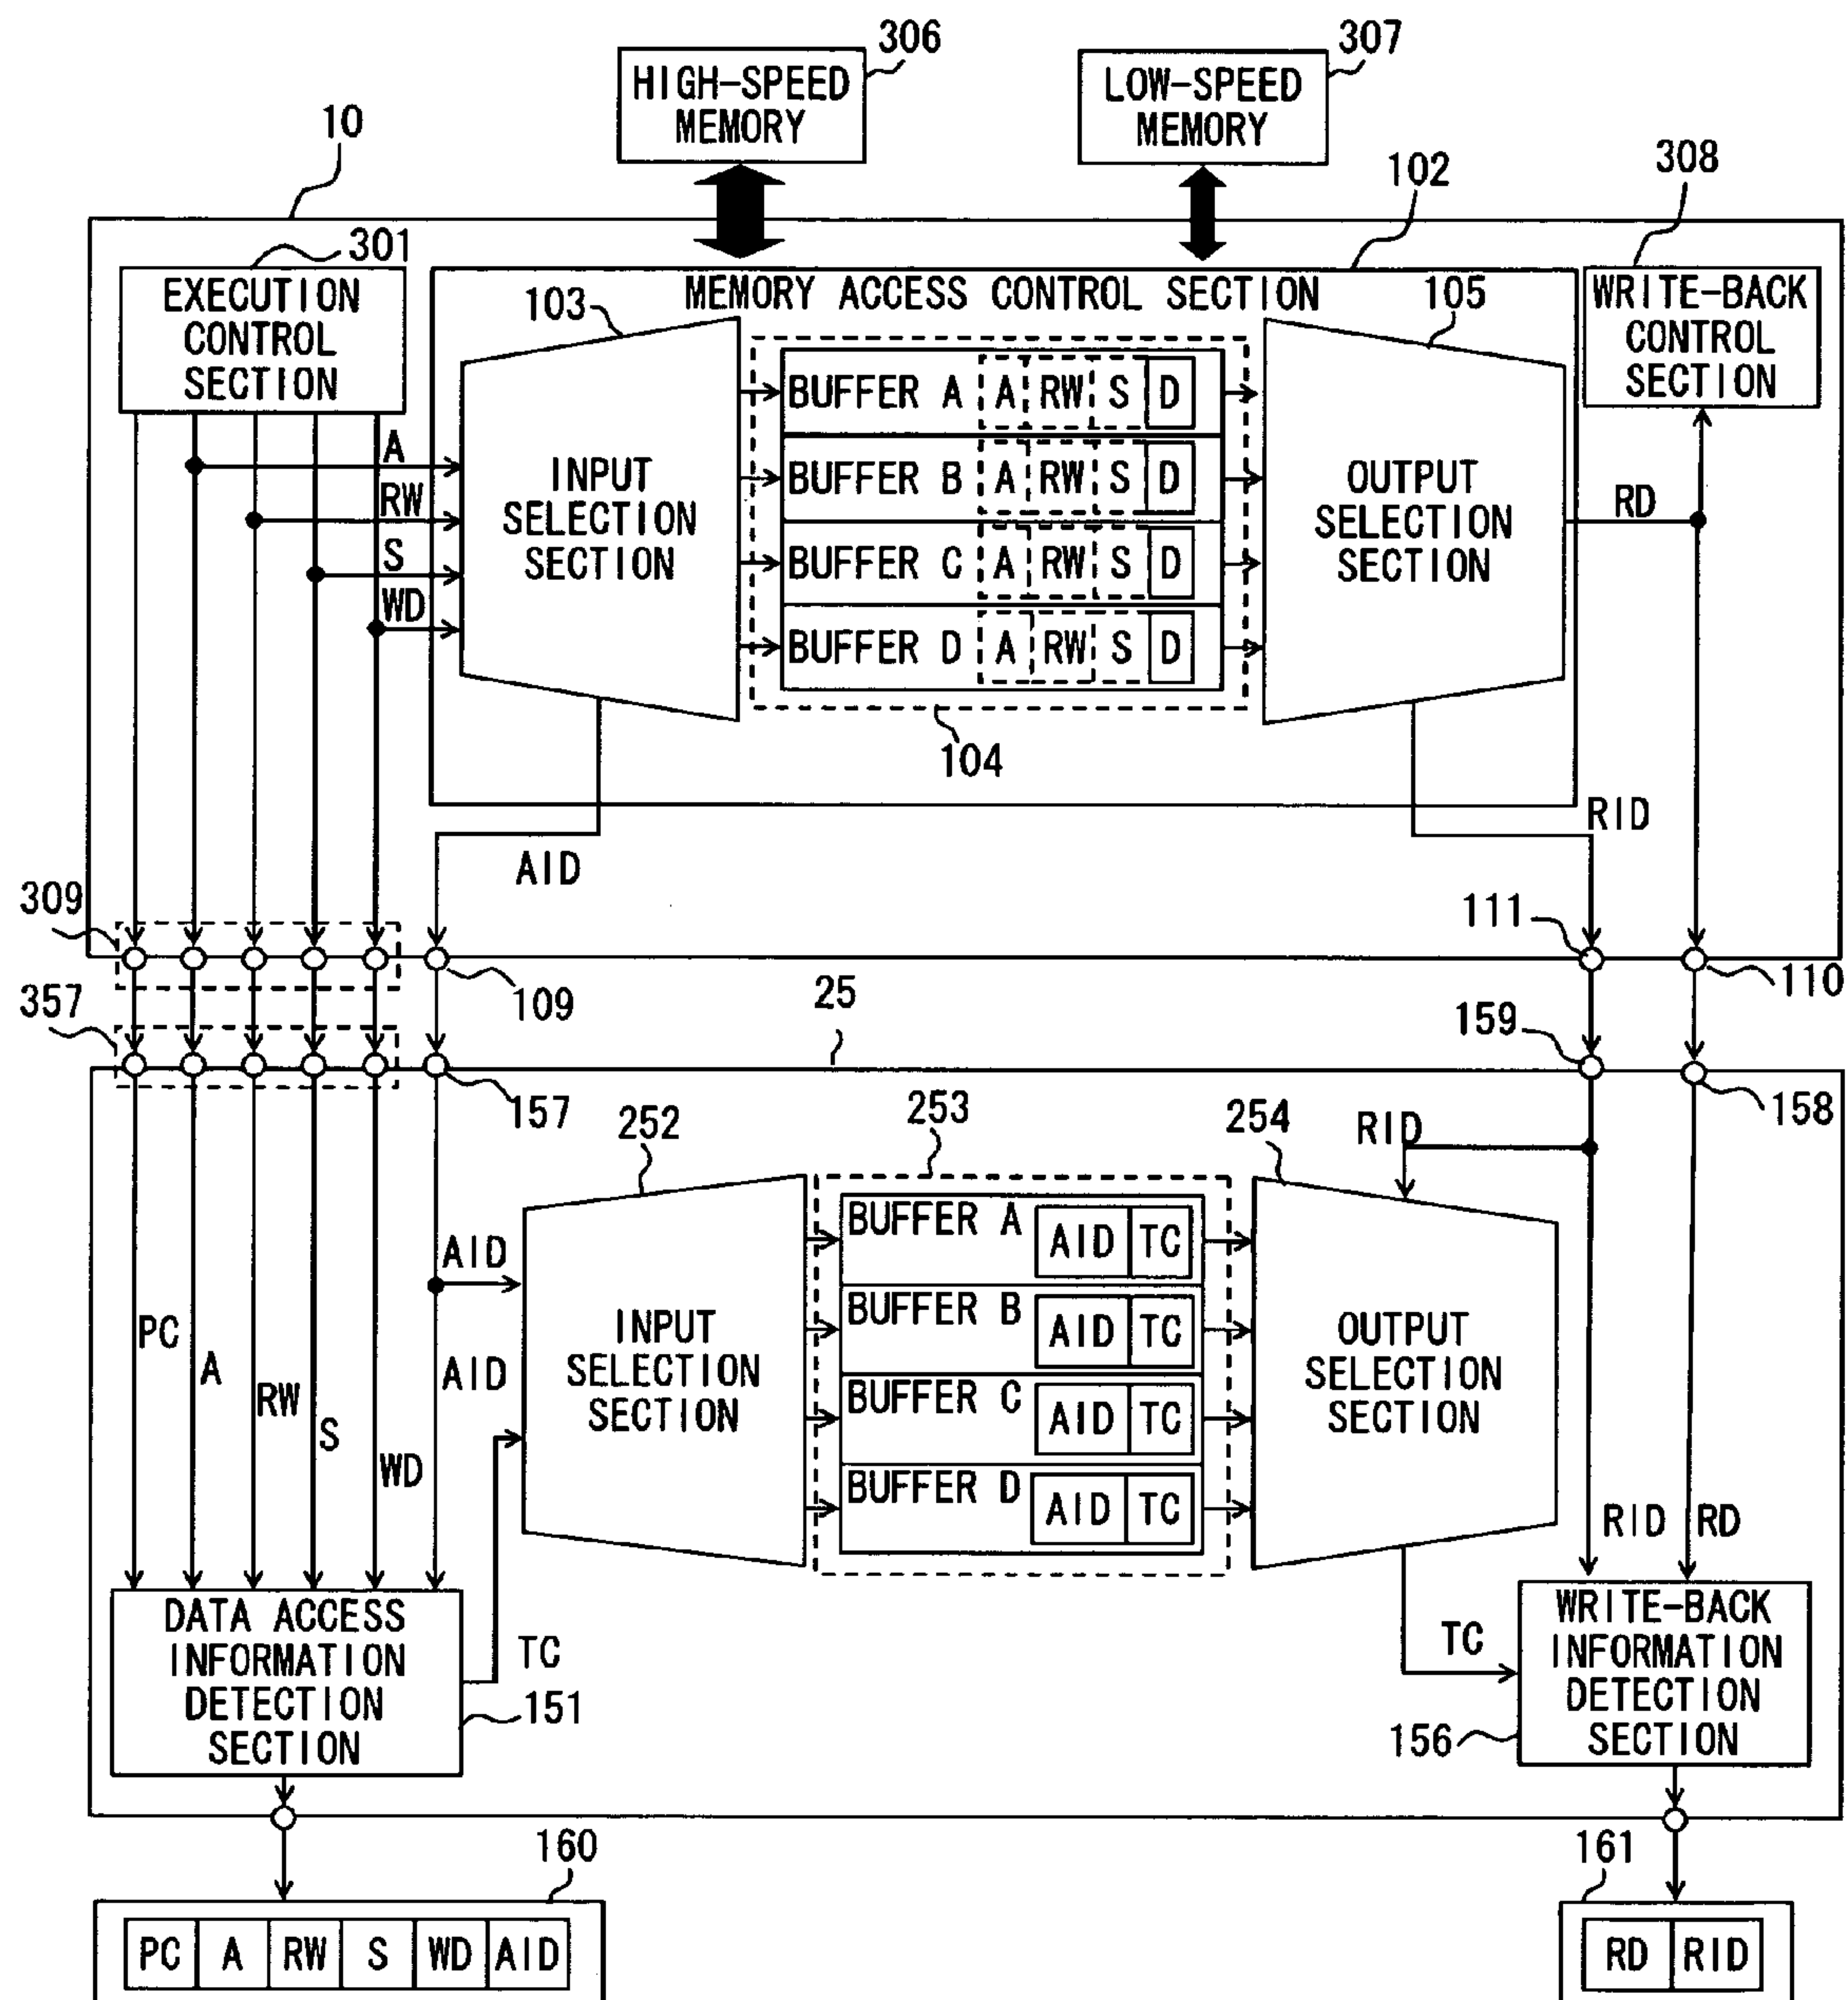 306
HIGH-SPEED
MEMORY
307
LOW-SPEED
MEMORY
10
102
308
301
EXECUTION
CONTROL
SECTION
MEMORY ACCESS CONTROL SECTION
103
105
WRITE-BACK
CONTROL
SECTION
A
RW
S
WD
INPUT
SELECTION
SECTION
BUFFER A A RW S D
BUFFER B A RW S D
BUFFER C A RW S D
BUFFER D A RW S D
OUTPUT
SELECTION
SECTION
RD
104
AID
RID
309
109
111
110
357
25
157
159
158
252
253
254
RID
PC
A
RW
S
WD
AID
AID
INPUT
SELECTION
SECTION
BUFFER A AID TC
BUFFER B AID TC
BUFFER C AID TC
BUFFER D AID TC
OUTPUT
SELECTION
SECTION
RID
RD
DATA ACCESS
INFORMATION
DETECTION
SECTION
TC
151
TC
WRITE-BACK
INFORMATION
DETECTION
SECTION
156
160
PC A RW S WD AID
161
RD RID